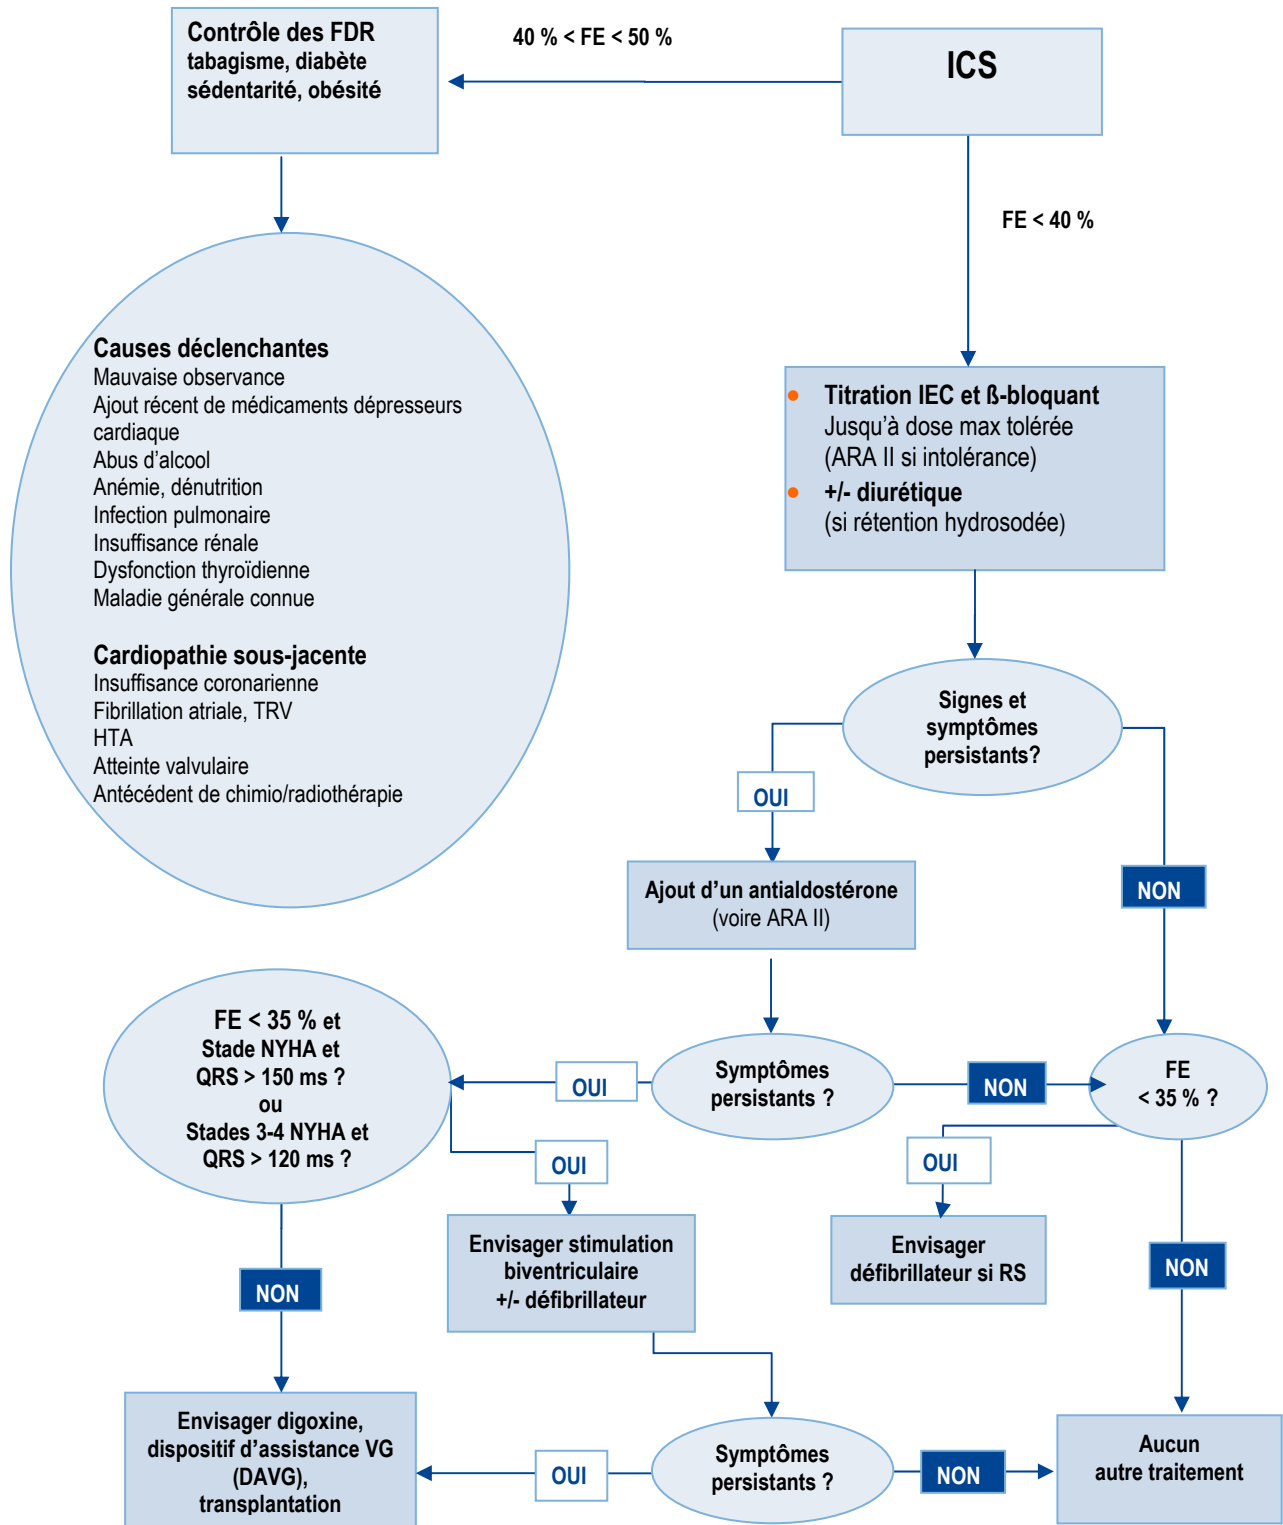 Contrôle des FDR
tabagisme, diabète
sédentarité, obésité
40 % < FE < 50 %
ICS
FE < 40 %
Causes déclenchantes
Mauvaise observance
Ajout récent de médicaments dépresseurs
cardiaque
Abus d'alcool
Anémie, dénutrition
Infection pulmonaire
Insuffisance rénale
Dysfonction thyroïdienne
Maladie générale connue
Cardiopathie sous-jacente
Insuffisance coronarienne
Fibrillation atriale, TRV
HTA
Atteinte valvulaire
Antécédent de chimio/radiothérapie
• Titration IEC et ß-bloquant
Jusqu'à dose max tolérée
(ARA II si intolérance)
• +/- diurétique
(si rétention hydrosodée)
Signes et
symptômes
persistants?
OUI
NON
Ajout d'un antialdostérone
(voire ARA II)
FE < 35 % et
Stade NYHA et
QRS > 150 ms ?
ou
Stades 3-4 NYHA et
QRS > 120 ms ?
OUI
Symptômes
persistants ?
NON
FE
< 35 % ?
OUI
OUI
NON
Envisager stimulation
biventriculaire
+/- défibrillateur
Envisager
défibrillateur si RS
NON
Envisager digoxine,
dispositif d'assistance VG
(DAVG),
transplantation
OUI
Symptômes
persistants ?
NON
Aucun
autre traitement